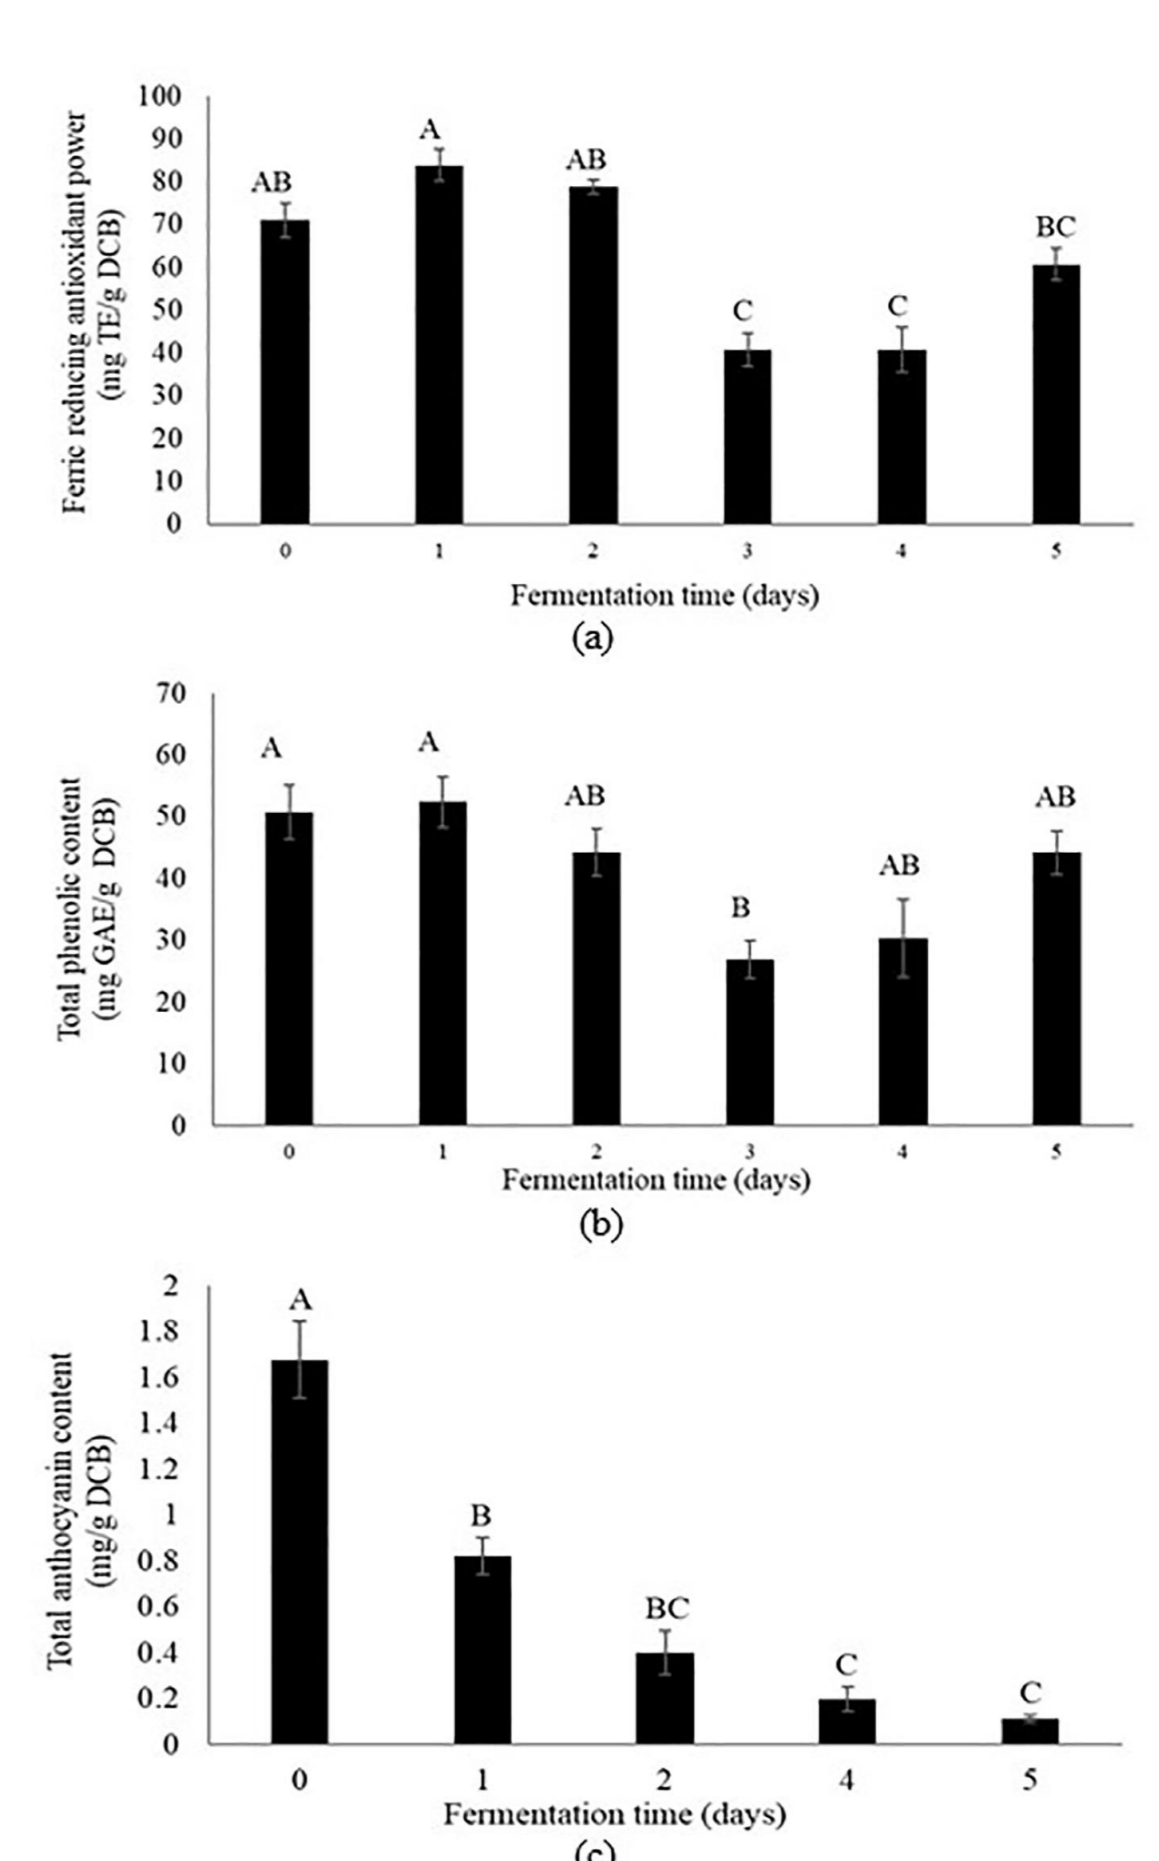 100
90
80
70
60
50
40
30
20
10
0
Ferric reducing antioxidant power
(mg TE/g DCB)
AB
A
AB
C
C
BC
0 1 2 3 4 5
Fermentation time (days)
(a)
70
60
50
40
30
20
10
0
Total phenolic content
(mg GAE/g DCB)
A
A
AB
B
AB
AB
0 1 2 3 4 5
Fermentation time (days)
(b)
2
1.8
1.6
1.4
1.2
1
0.8
0.6
0.4
0.2
0
Total anthocyanin content
(mg/g DCB)
A
B
BC
C
C
0 1 2 4 5
Fermentation time (days)
(c)